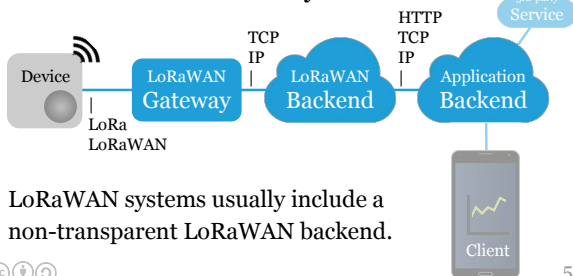 Service
HTTP
TCP
IP
|
TCP
IP
|
Device
LoRaWAN
Gateway
LoRaWAN
Backend
Application
Backend
|
LoRa
LoRaWAN
LoRaWAN systems usually include a
non-transparent LoRaWAN backend.
Client
cc
5